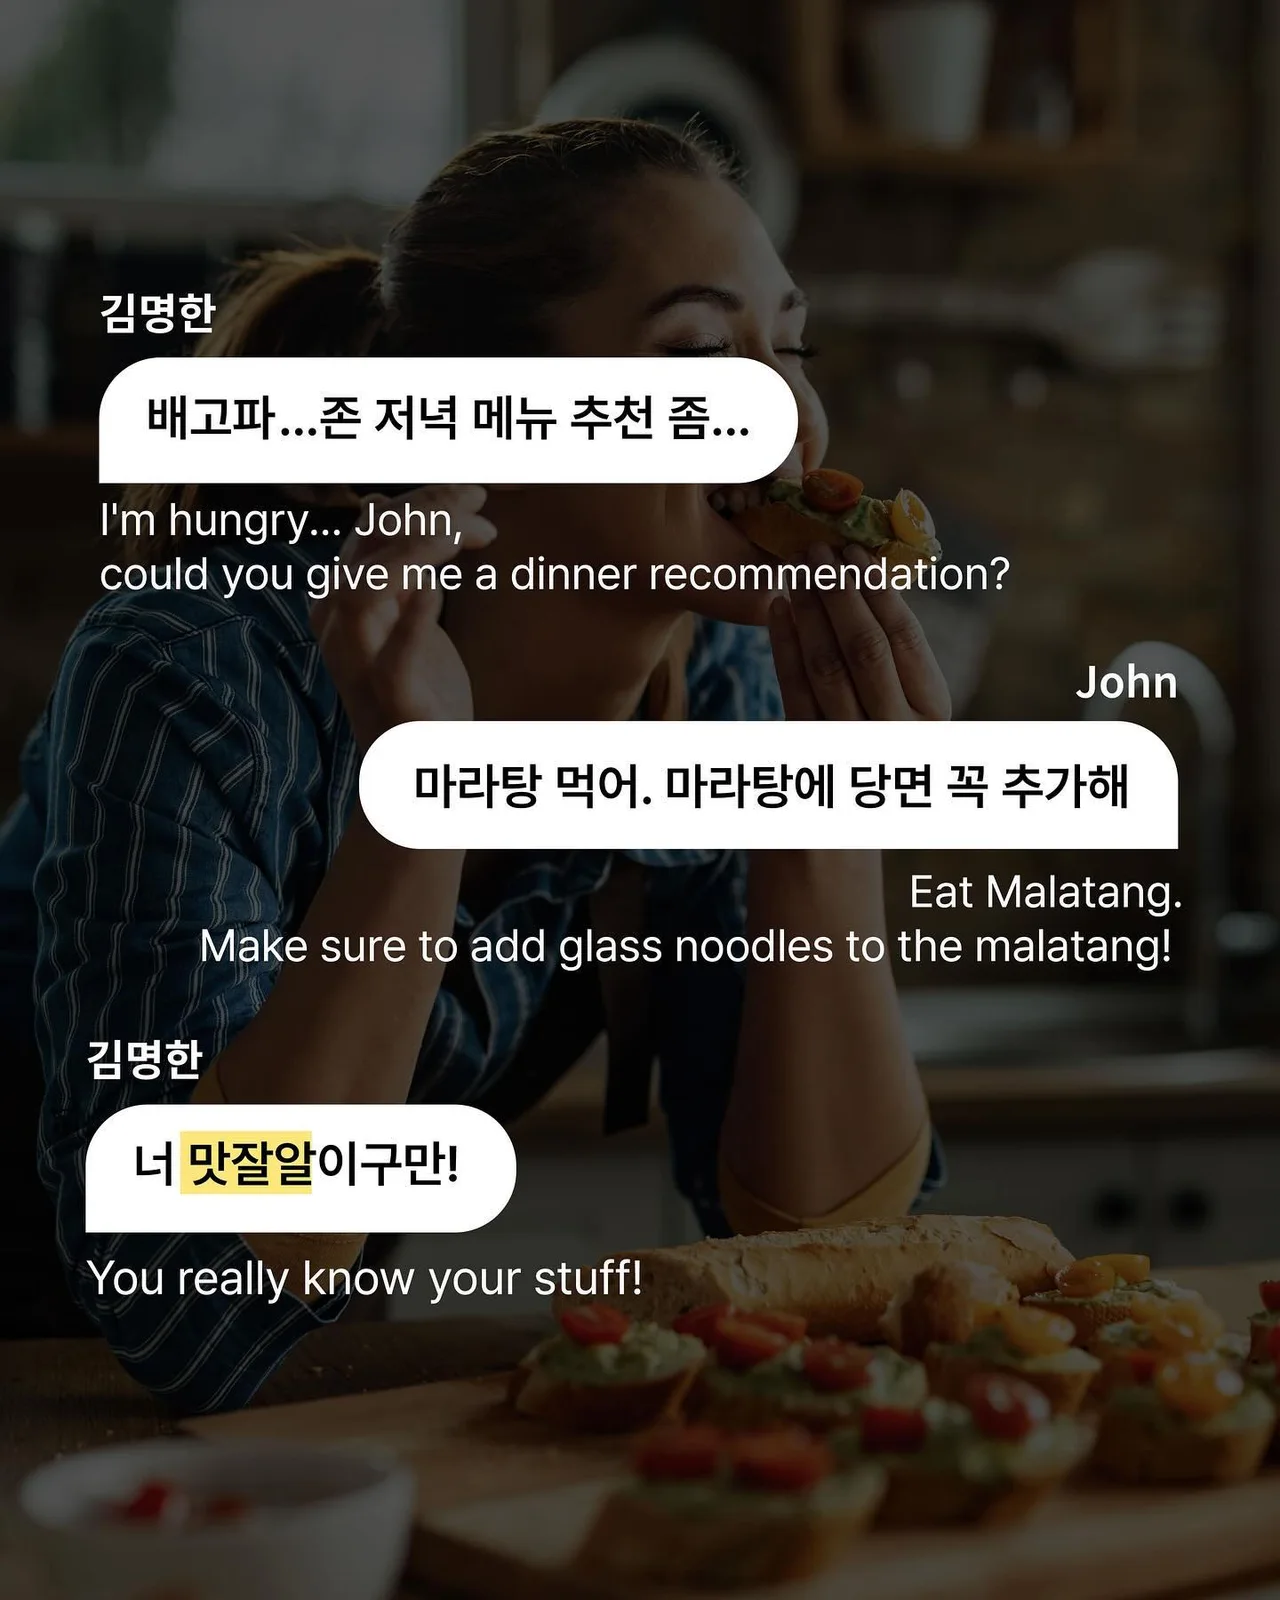 김명한
배고파...존 저녁 메뉴 추천 좀...
I'm hungry... John,
could you give me a dinner recommendation?
John
마라탕 먹어. 마라탕에 당면 꼭 추가해
Eat Malatang.
Make sure to add glass noodles to the malatang!
김명한
너 맛잘알이구만!
You really know your stuff!